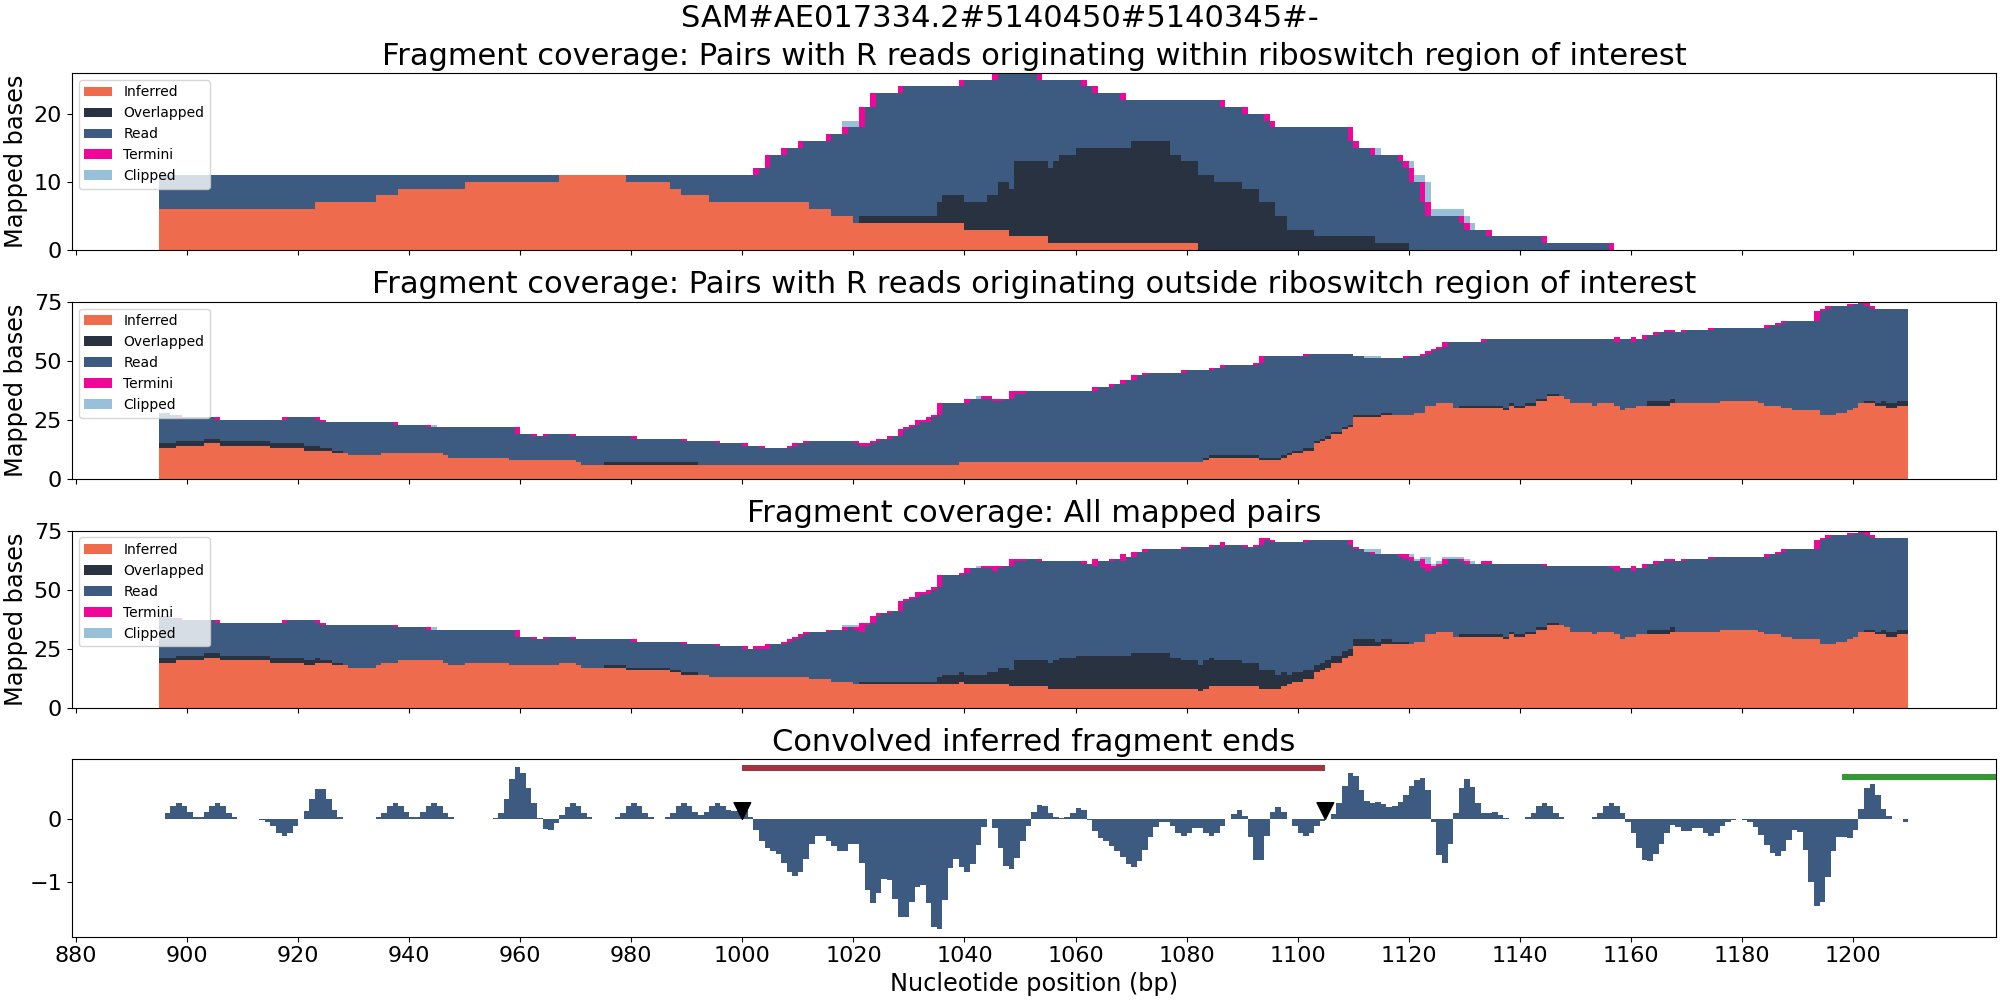 SAM#AE017334.2#5140450#5140345#-
Fragment coverage: Pairs with R reads originating within riboswitch region of interest
Mapped bases
20
10
0
Inferred
Overlapped
Read
Termini
Clipped
Fragment coverage: Pairs with R reads originating outside riboswitch region of interest
Mapped bases
75
50
25
0
Inferred
Overlapped
Read
Termini
Clipped
Fragment coverage: All mapped pairs
Mapped bases
75
50
25
0
Inferred
Overlapped
Read
Termini
Clipped
Convolved inferred fragment ends
0
−1
880 900 920 940 960 980 1000 1020 1040 1060 1080 1100 1120 1140 1160 1180 1200
Nucleotide position (bp)